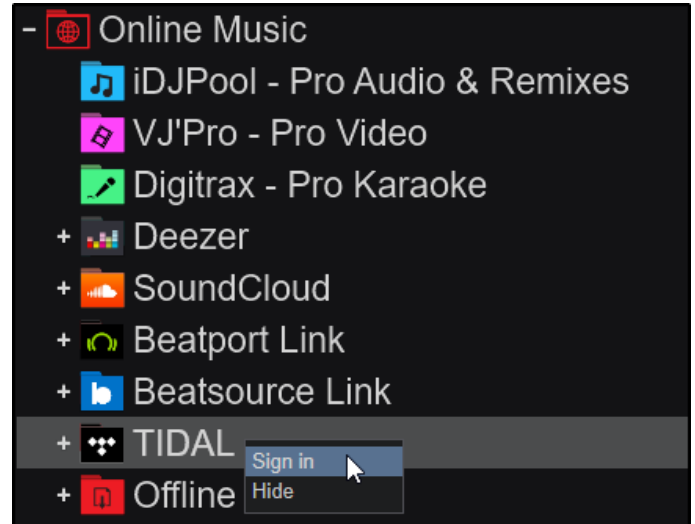 Online Music
iDJPool - Pro Audio & Remixes
VJ'Pro - Pro Video
Digitrax - Pro Karaoke
Deezer
SoundCloud
Beatport Link
Beatsource Link
TIDAL
Sign in
Hide
Offline